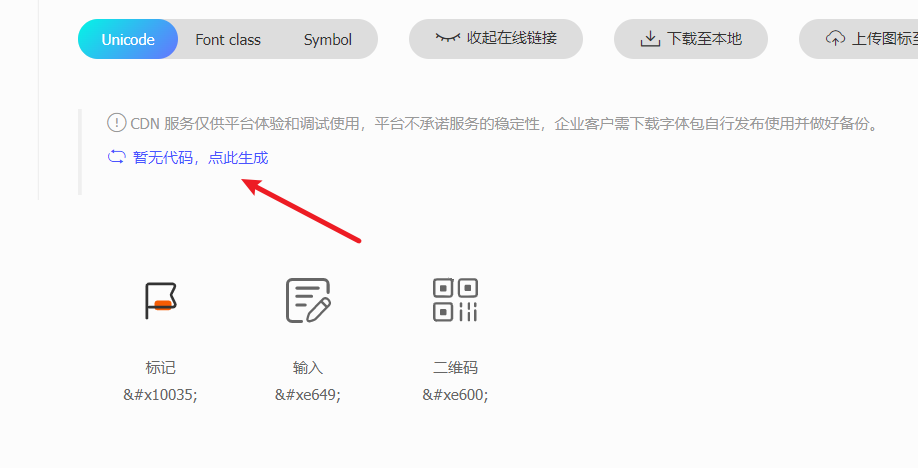 Unicode Font class Symbol 收起在线链接 下载至本地 上传图标至
CDN 服务仅供平台体验和调试使用，平台不承诺服务的稳定性，企业客户需下载字体包自行发布使用并做好备份。
暂无代码，点此生成
标记 输入 二维码
&#x10035; &#xe649; &#xe600;